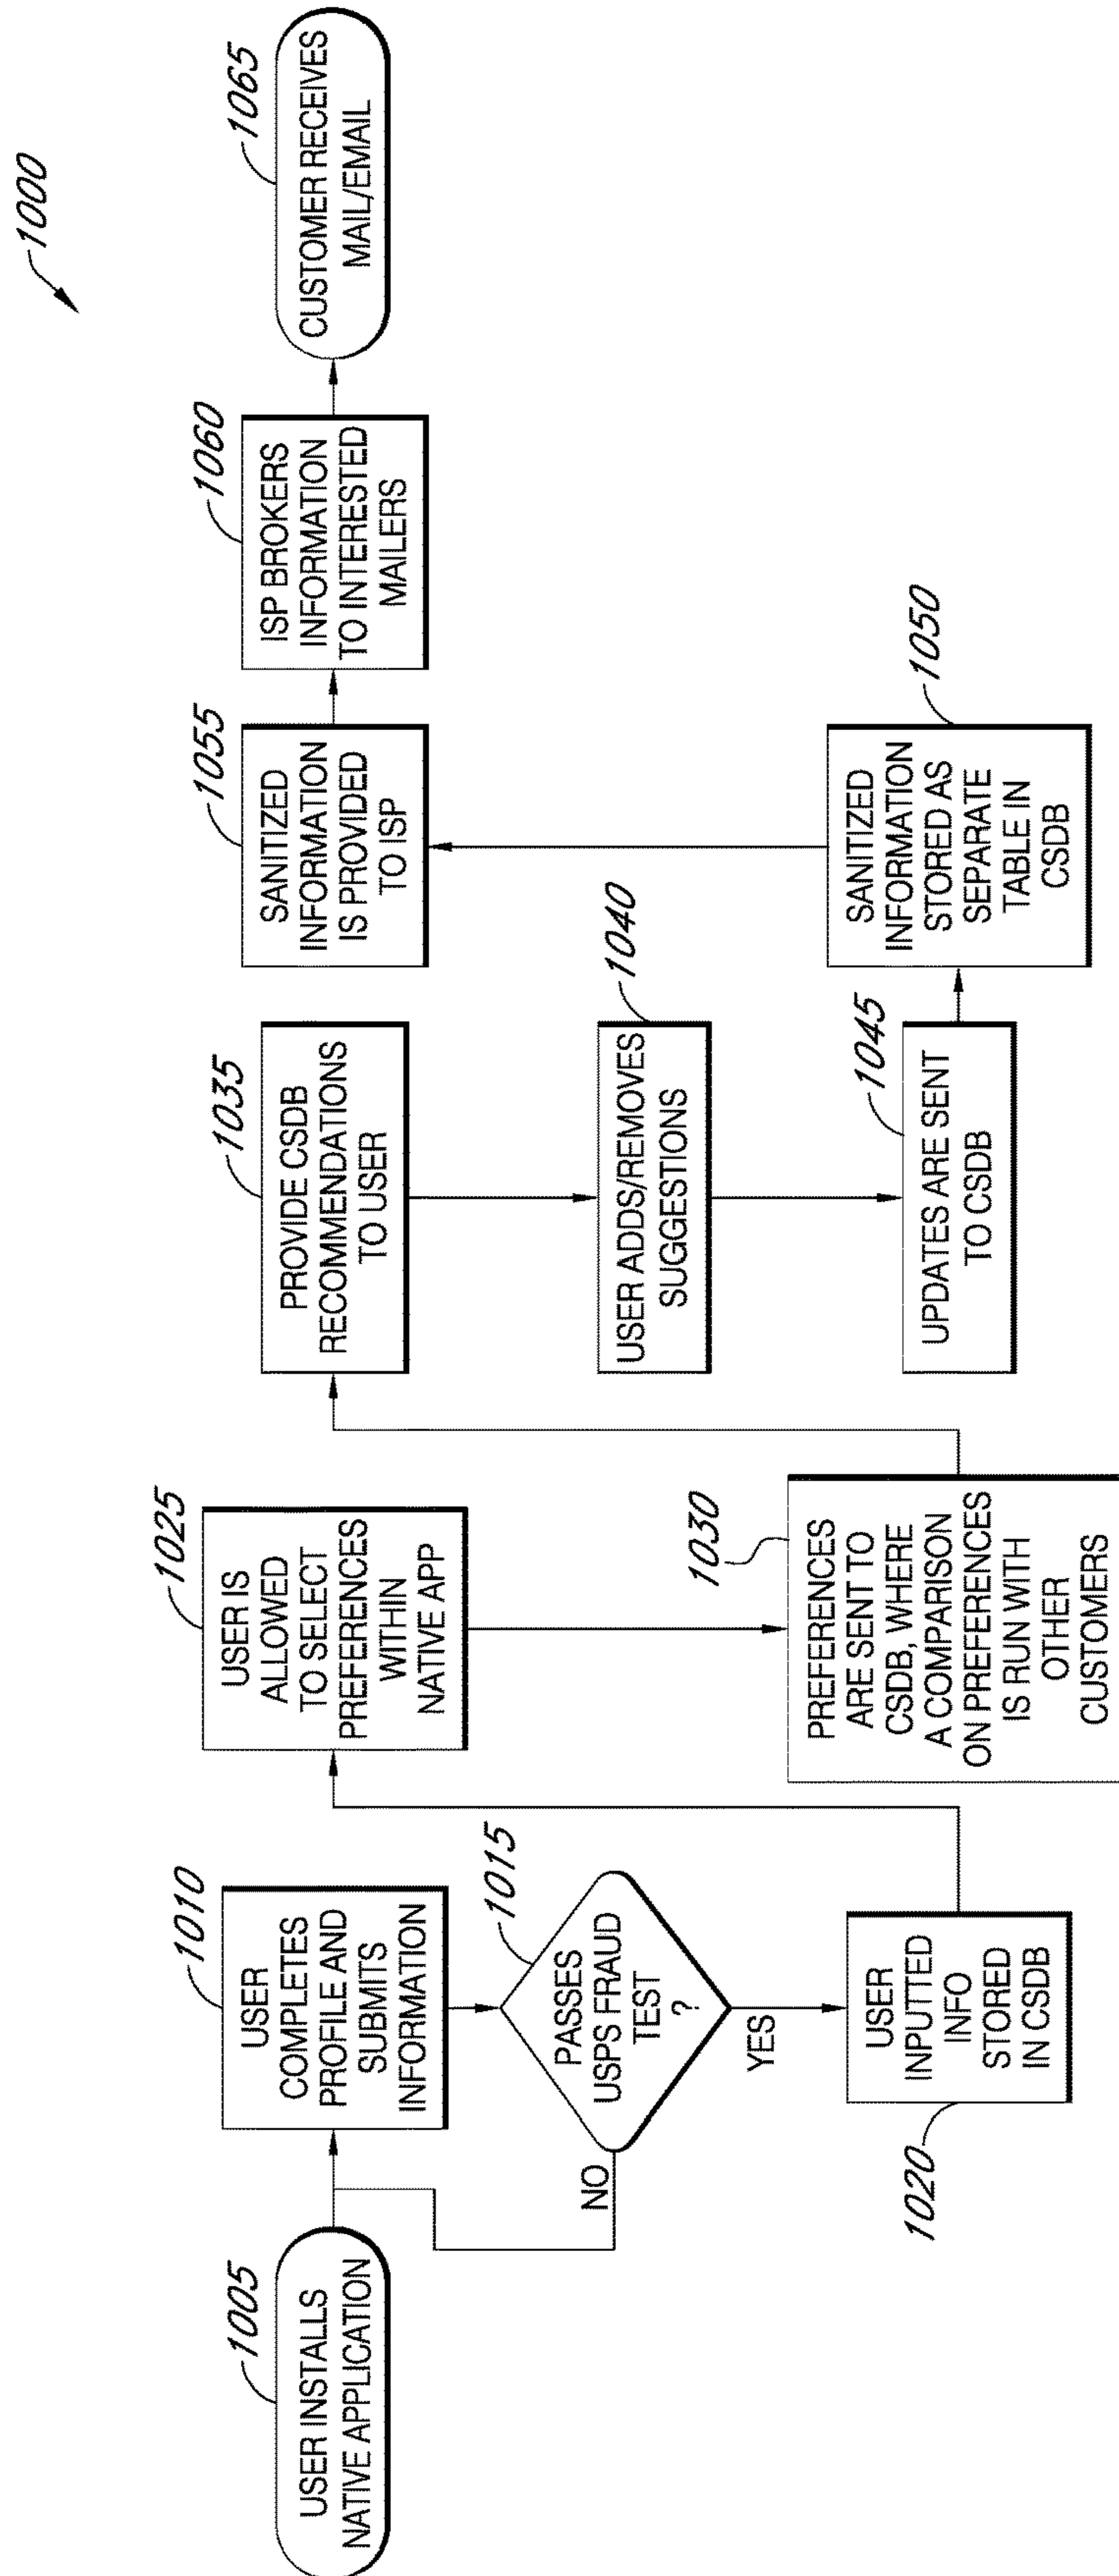 1000
1005
USER INSTALLS
NATIVE APPLICATION
1010
USER
COMPLETES
PROFILE AND
SUBMITS
INFORMATION
1015
PASSES
USPS FRAUD
TEST
?
NO
YES
1020
USER
INPUTTED
INFO
STORED
IN CSDB
1025
USER IS
ALLOWED
TO SELECT
PREFERENCES
WITHIN
NATIVE APP
1030
PREFERENCES
ARE SENT TO
CSDB, WHERE
A COMPARISON
ON PREFERENCES
IS RUN WITH
OTHER
CUSTOMERS
1035
PROVIDE CSDB
RECOMMENDATIONS
TO USER
1040
USER ADDS/REMOVES
SUGGESTIONS
1045
UPDATES ARE SENT
TO CSDB
1050
SANITIZED
INFORMATION
STORED AS
SEPARATE
TABLE IN
CSDB
1055
SANITIZED
INFORMATION
IS PROVIDED
TO ISP
1060
ISP BROKERS
INFORMATION
TO INTERESTED
MAILERS
1065
CUSTOMER RECEIVES
MAIL/EMAIL